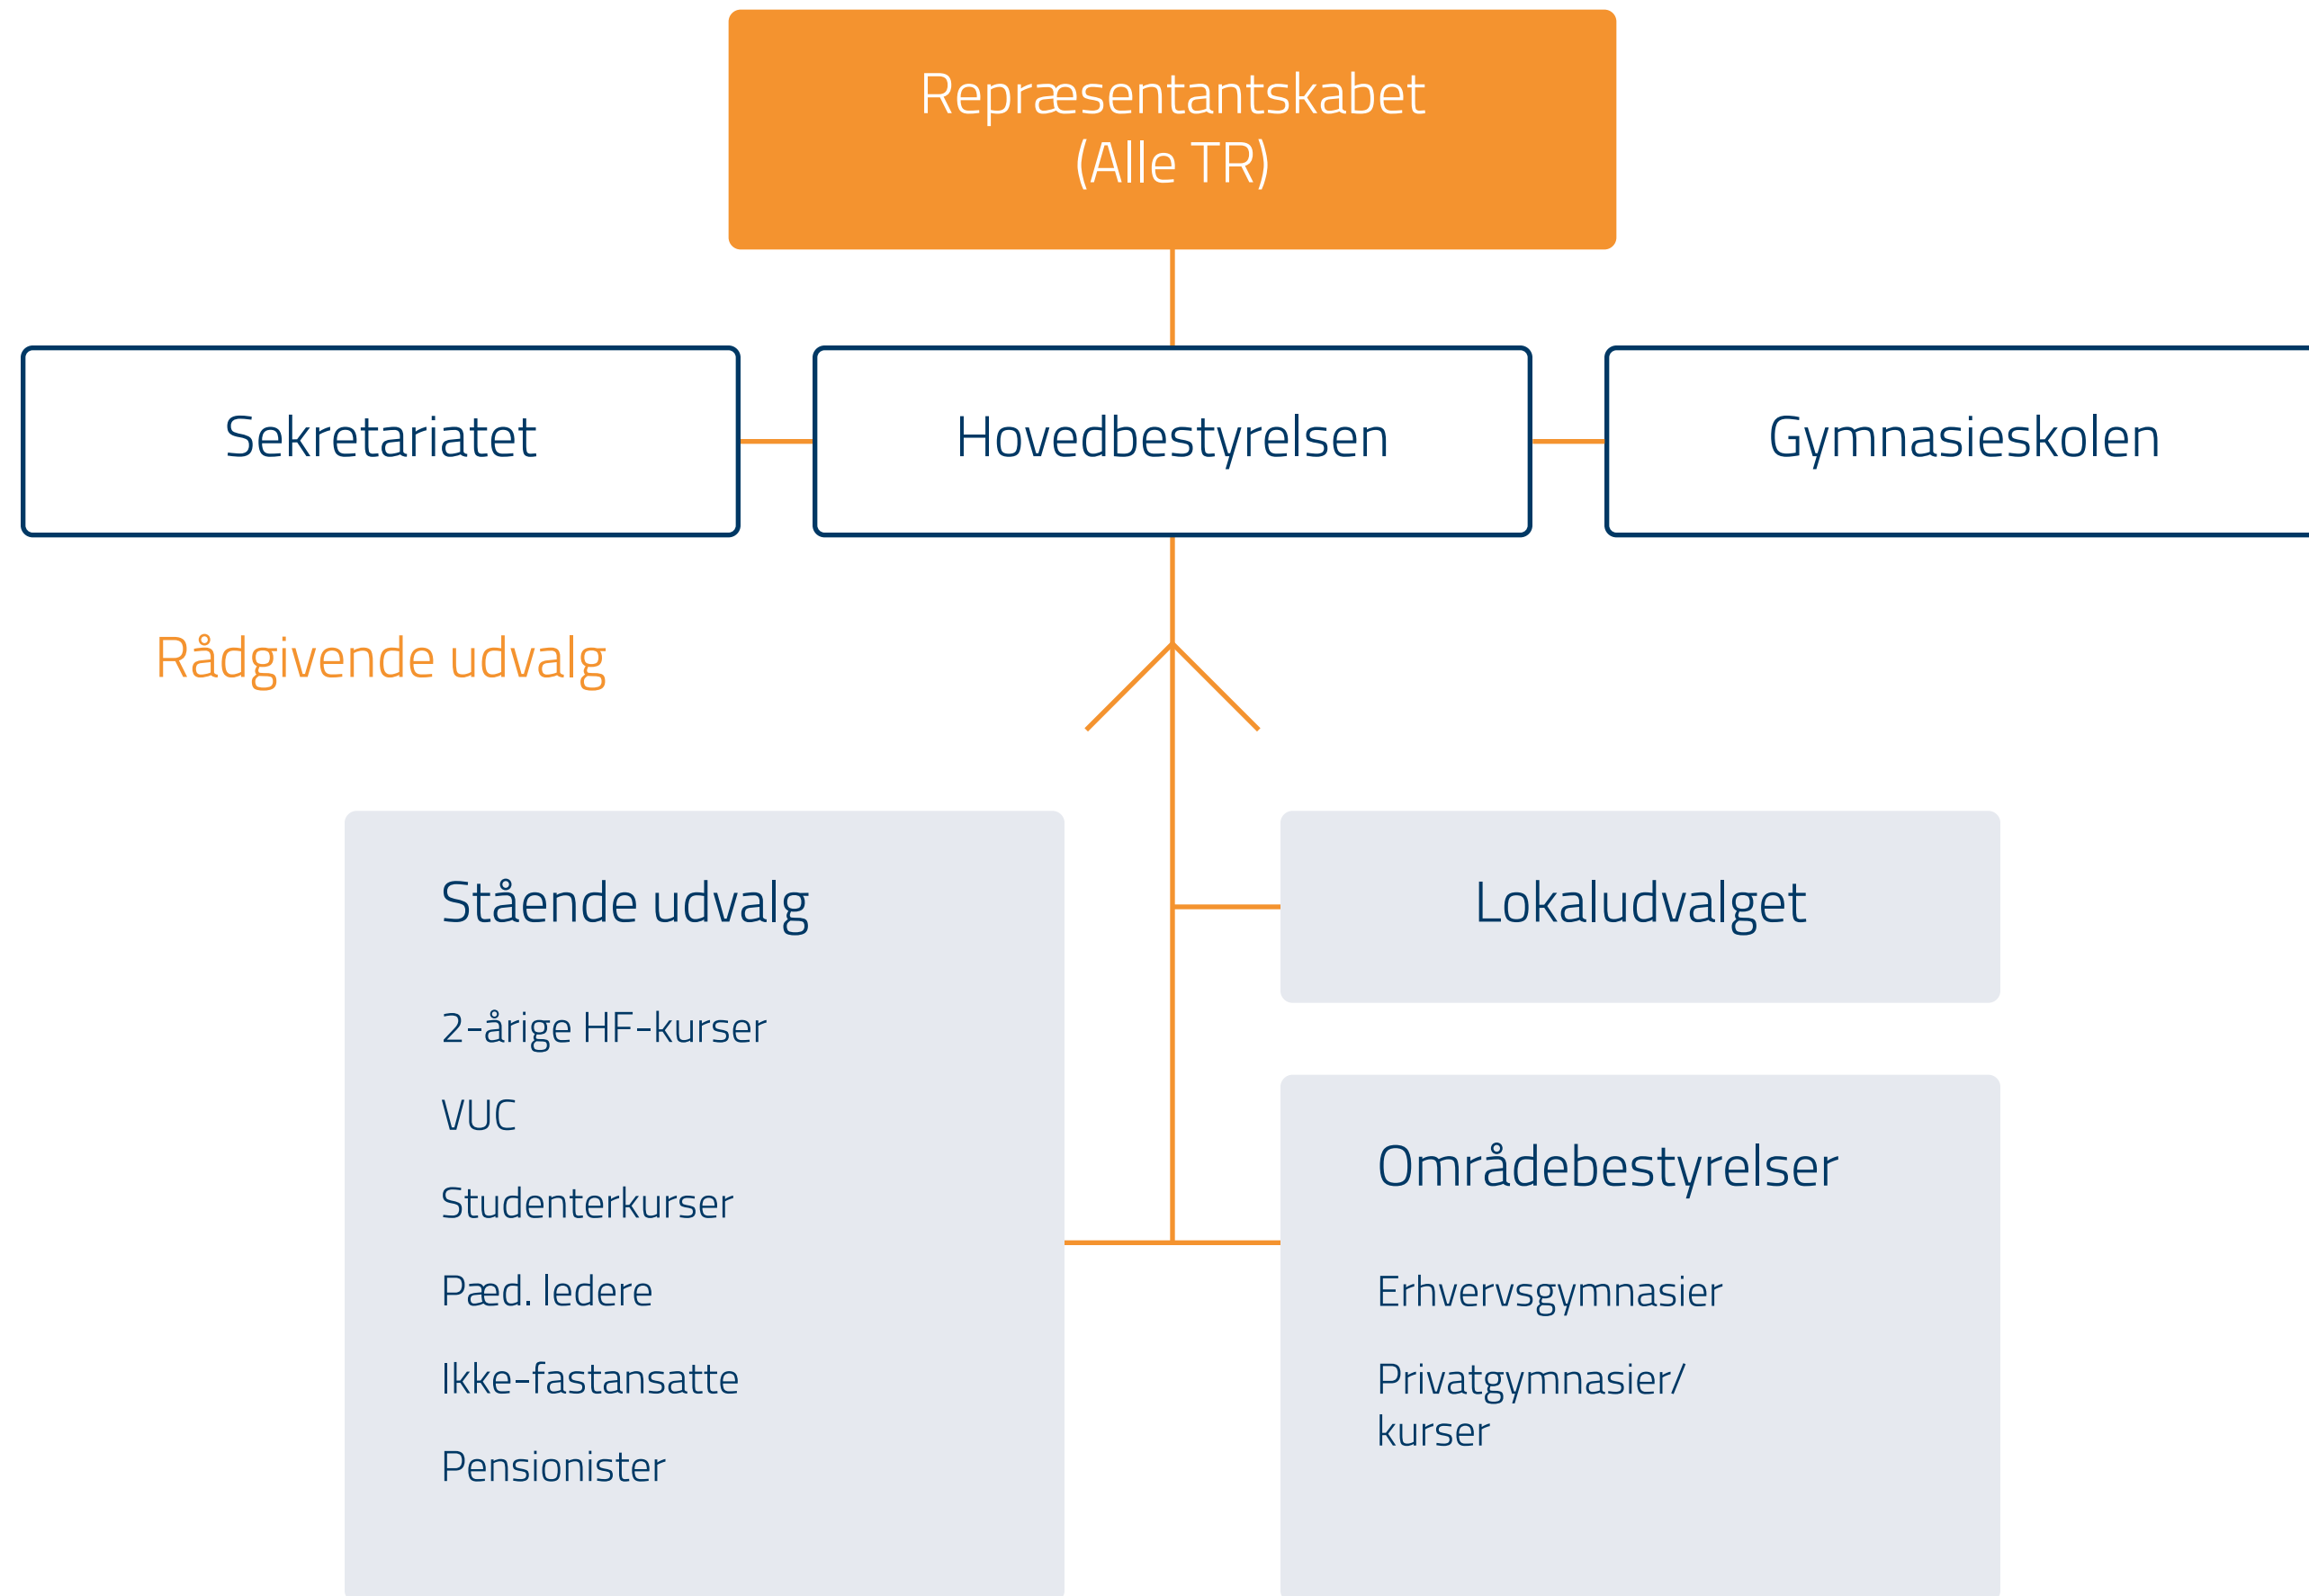 Repræsentantskabet
(Alle TR)
Sekretariatet
Hovedbestyrelsen
Gymnasieskolen
Rådgivende udvalg
Stående udvalg
2-årige HF-kurser
VUC
Studenterkurser
Pæd. ledere
Ikke-fastansatte
Pensionister
Lokaludvalget
Områdebestyrelser
Erhvervsgymnasier
Privatgymnasier/
kurser